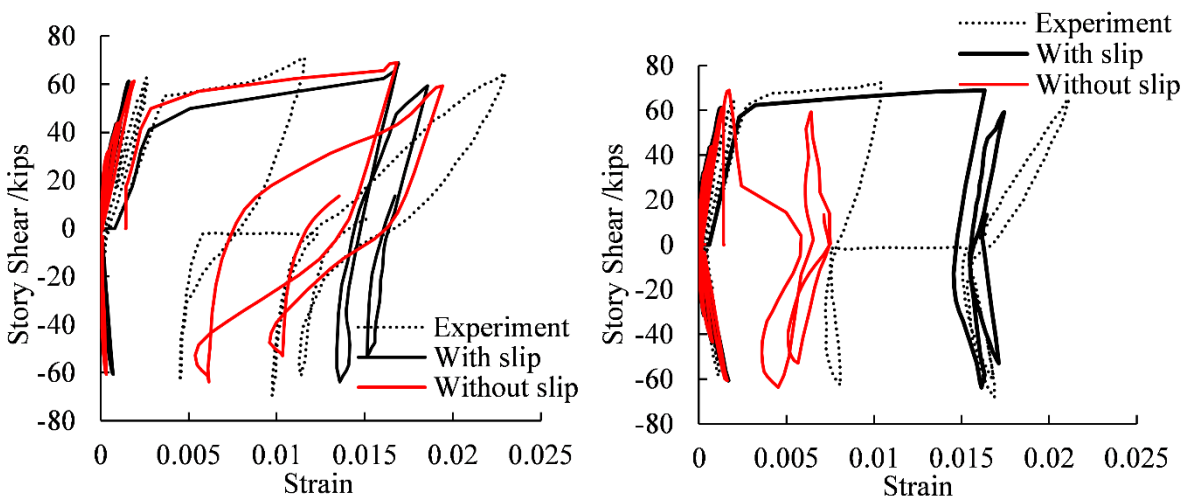 80
60
40
20
0
-20
-40
-60
-80
Story Shear /kips
0 0.005 0.01 0.015 0.02 0.025
Strain
Experiment
With slip
Without slip
Experiment
With slip
Without slip
80
60
40
20
0
-20
-40
-60
-80
Story Shear /kips
0 0.005 0.01 0.015 0.02 0.025
Strain